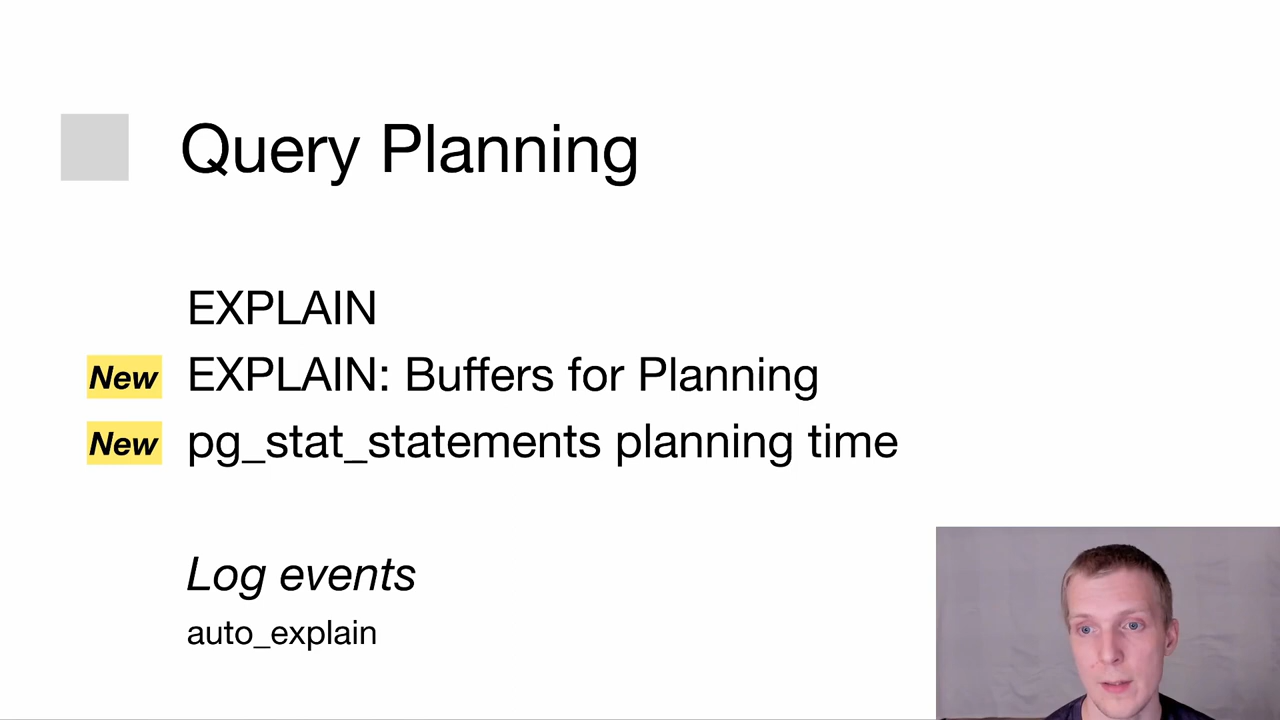 Query Planning
EXPLAIN
New EXPLAIN: Buffers for Planning
New pg_stat_statements planning time
Log events
auto_explain